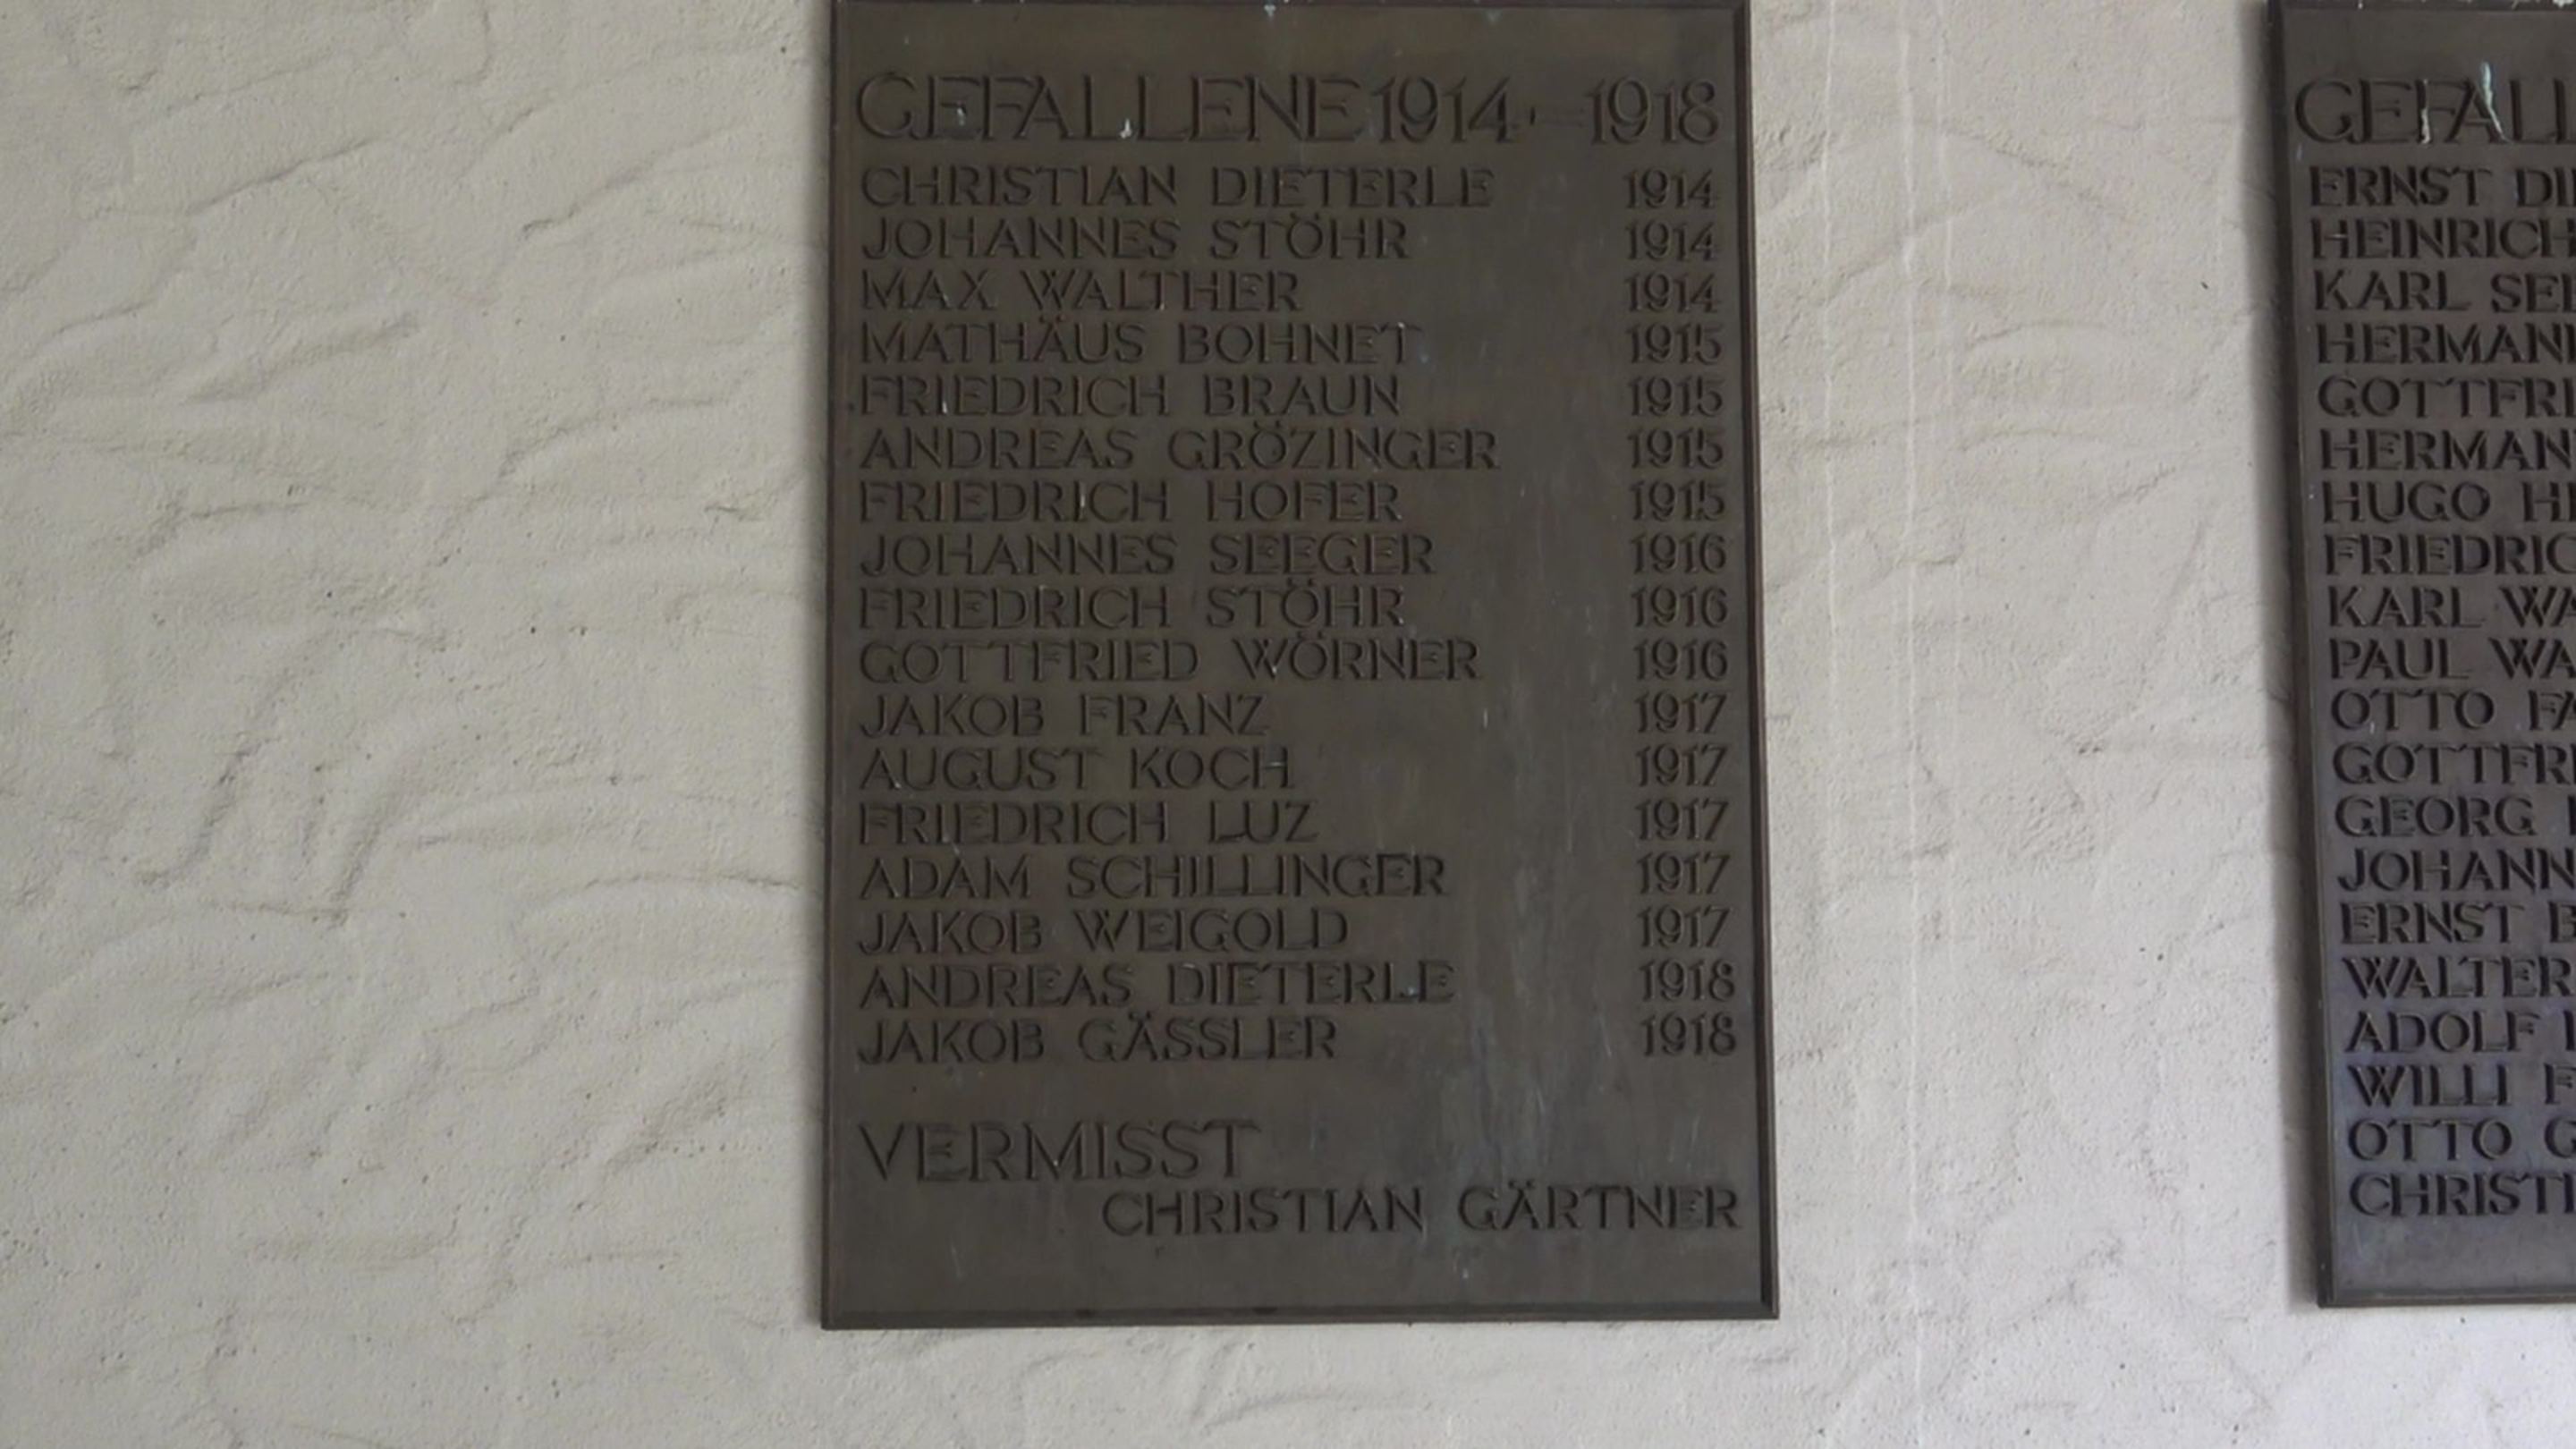 GEFALLENE 1914 – 1918
CHRISTIAN DIETERLE 1914
JOHANNES STÖHR 1914
MAX WALTHER 1914
MATHÄUS BOHNET 1915
FRIEDRICH BRAUN 1915
ANDREAS GRÖZINGER 1915
FRIEDRICH HOFER 1915
JOHANNES SEEGER 1916
FRIEDRICH STÖHR 1916
GOTTFRIED WÖRNER 1916
JAKOB FRANZ 1917
AUGUST KOCH 1917
FRIEDRICH LUZ 1917
ADAM SCHILLINGER 1917
JAKOB WEIGOLD 1917
ANDREAS DIETERLE 1918
JAKOB GÄSSLER 1918
VERMISST
CHRISTIAN GÄRTNER
ERNST
HEINRICH
KARL
HUGO
KARL
PAUL
OTTO
GEORG
ERNST
WALTER
ADOLF
WILLI
OTTO